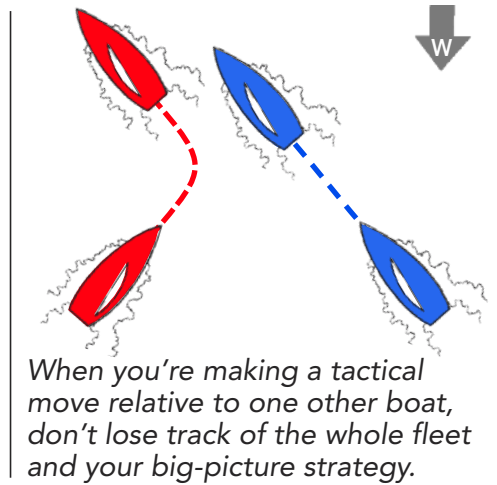 W
When you’re making a tactical
move relative to one other boat,
don’t lose track of the whole fleet
and your big-picture strategy.